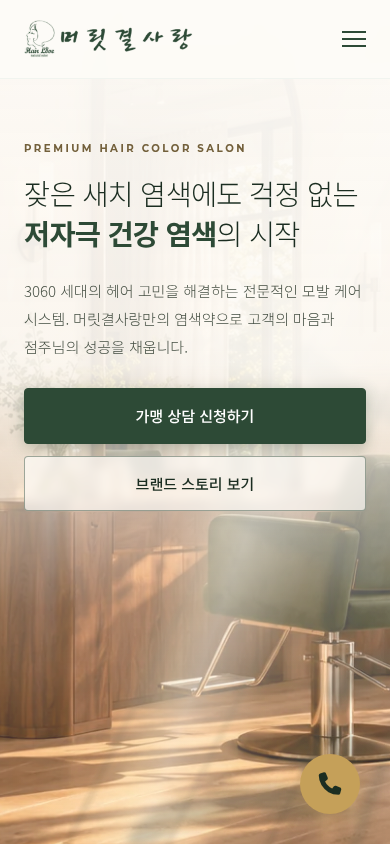 머릿결사랑
Hair Love
PREMIUM HAIR COLOR SALON
잦은 새치 염색에도 걱정 없는
저자극 건강 염색의 시작
3060 세대의 헤어 고민을 해결하는 전문적인 모발 케어
시스템. 머릿결사랑만의 염색약으로 고객의 마음과
점주님의 성공을 채웁니다.
가맹 상담 신청하기
브랜드 스토리 보기